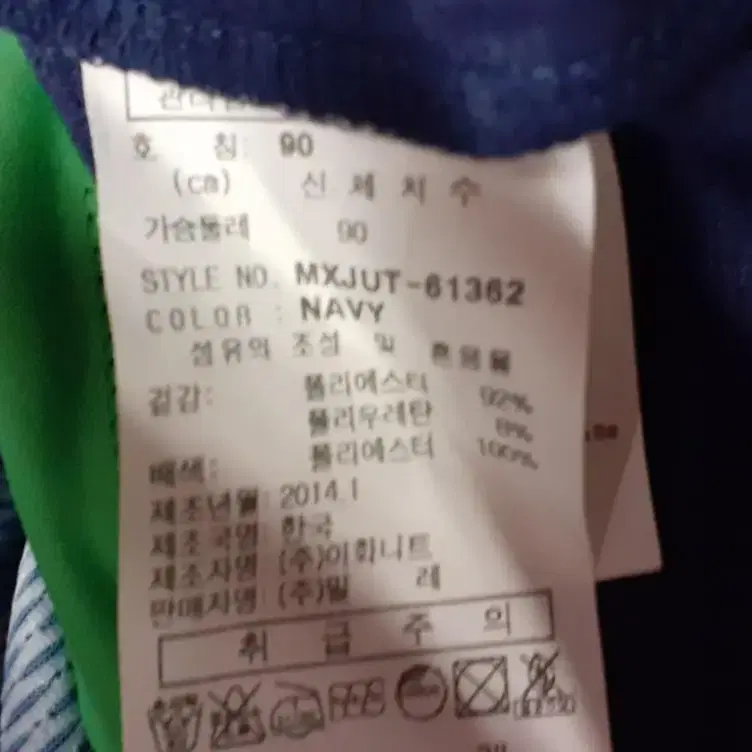 호 칭: 90
(cm) 신 체 치 수
가슴둘레 90
STYLE NO. MXJUT-61362
COLOR : NAVY
섬유의 조성 및 혼용률
겉감: 폴리에스터 92%
폴리우레탄 8%
배색: 폴리에스터 100%
제조년월: 2014.1
제조국명: 한국
제조자명: (주)이화니트
판매자명: (주)밀 레
취 급 주 의